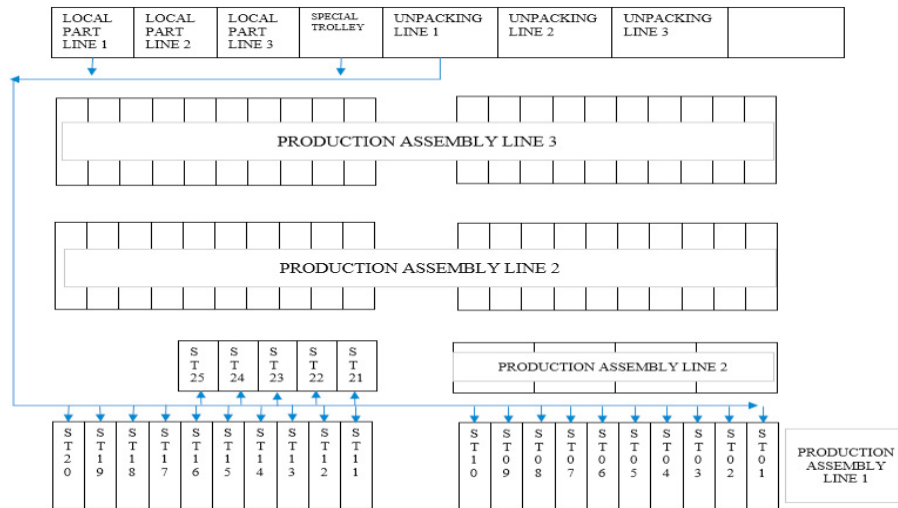 LOCAL
PART
LINE 1
LOCAL
PART
LINE 2
LOCAL
PART
LINE 3
SPECIAL
TROLLEY
UNPACKING
LINE 1
UNPACKING
LINE 2
UNPACKING
LINE 3
PRODUCTION ASSEMBLY LINE 3
PRODUCTION ASSEMBLY LINE 2
S
T
25
S
T
24
S
T
23
S
T
22
S
T
21
PRODUCTION ASSEMBLY LINE 2
S
T
2
0
S
T
1
9
S
T
1
8
S
T
1
7
S
T
1
6
S
T
1
5
S
T
1
4
S
T
1
3
S
T
1
2
S
T
1
1
S
T
1
0
S
T
0
9
S
T
0
8
S
T
0
7
S
T
0
6
S
T
0
5
S
T
0
4
S
T
0
3
S
T
0
2
S
T
0
1
PRODUCTION
ASSEMBLY
LINE 1